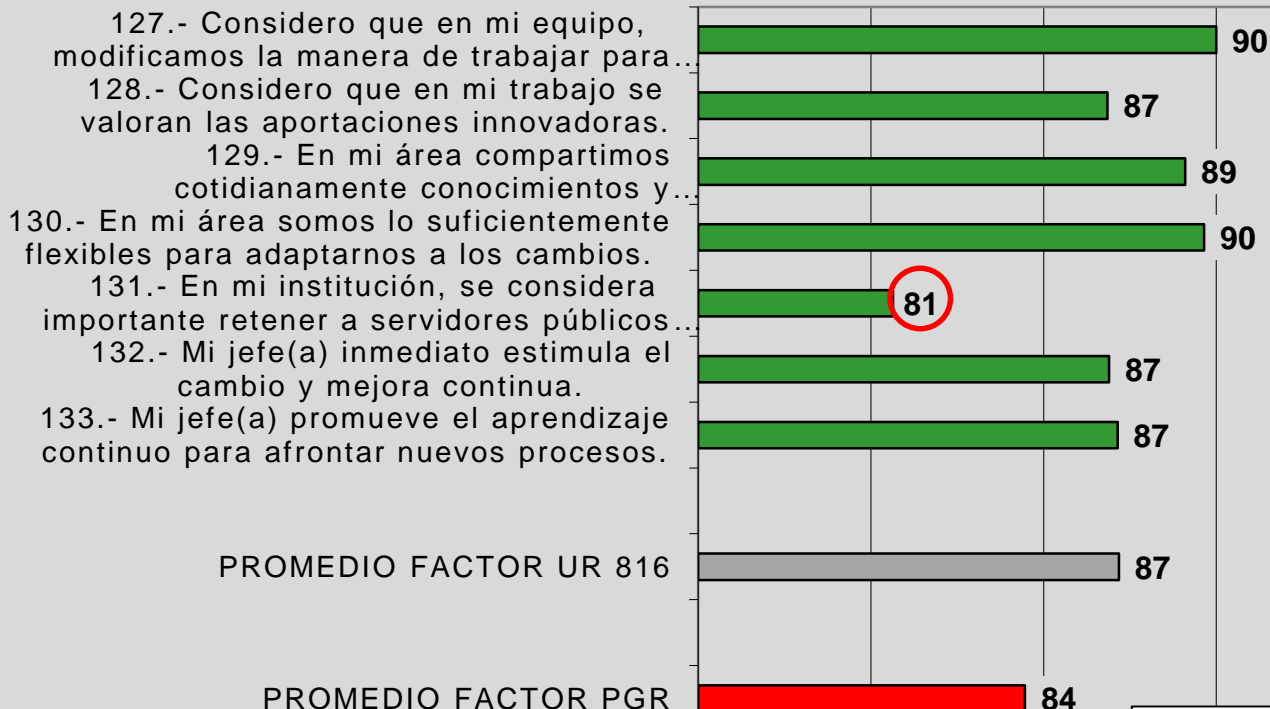 127.- Considero que en mi equipo,
modificamos la manera de trabajar para...
90
128.- Considero que en mi trabajo se
valoran las aportaciones innovadoras.
87
129.- En mi área compartimos
cotidianamente conocimientos y...
89
130.- En mi área somos lo suficientemente
flexibles para adaptarnos a los cambios.
90
131.- En mi institución, se considera
importante retener a servidores públicos...
81
132.- Mi jefe(a) inmediato estimula el
cambio y mejora continua.
87
133.- Mi jefe(a) promueve el aprendizaje
continuo para afrontar nuevos procesos.
87
PROMEDIO FACTOR UR 816
87
PROMEDIO FACTOR PGR
84